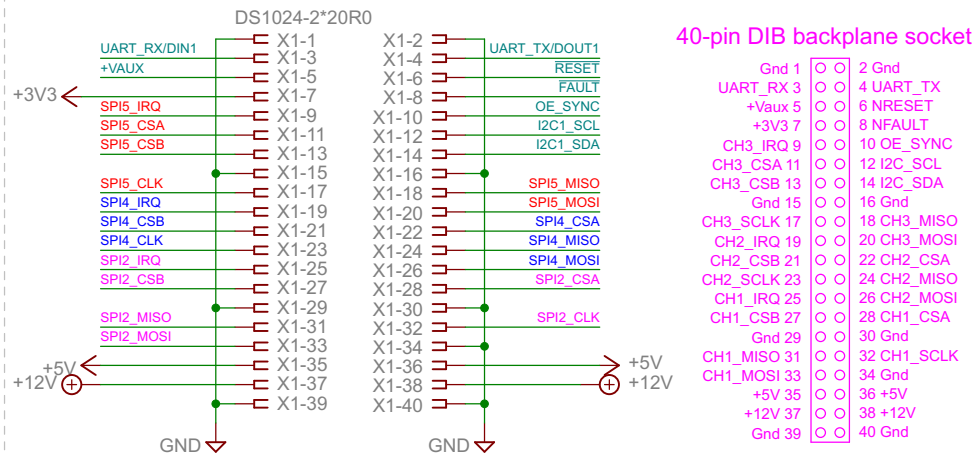 DS1024-2*20R0
40-pin DIB backplane socket
X1-1 X1-2
UART_RX/DIN1 X1-3 X1-4 UART_TX/DOUT1
+VAUX X1-5 X1-6 RESET
+3V3 X1-7 X1-8 FAULT
SPI5_IRQ X1-9 X1-10 OE_SYNC
SPI5_CSA X1-11 X1-12 I2C1_SCL
SPI5_CSB X1-13 X1-14 I2C1_SDA
X1-15 X1-16
SPI5_CLK X1-17 X1-18 SPI5_MISO
SPI4_IRQ X1-19 X1-20 SPI5_MOSI
SPI4_CSB X1-21 X1-22 SPI4_CSA
SPI4_CLK X1-23 X1-24 SPI4_MISO
SPI2_IRQ X1-25 X1-26 SPI4_MOSI
SPI2_CSB X1-27 X1-28 SPI2_CSA
X1-29 X1-30
SPI2_MISO X1-31 X1-32 SPI2_CLK
SPI2_MOSI X1-33 X1-34
+5V X1-35 X1-36 +5V
+12V X1-37 X1-38 +12V
X1-39 X1-40
GND GND
Gnd 1 2 Gnd
UART_RX 3 4 UART_TX
+Vaux 5 6 NRESET
+3V3 7 8 NFAULT
CH3_IRQ 9 10 OE_SYNC
CH3_CSA 11 12 I2C_SCL
CH3_CSB 13 14 I2C_SDA
Gnd 15 16 Gnd
CH3_SCLK 17 18 CH3_MISO
CH2_IRQ 19 20 CH3_MOSI
CH2_CSB 21 22 CH2_CSA
CH2_SCLK 23 24 CH2_MISO
CH1_IRQ 25 26 CH2_MOSI
CH1_CSB 27 28 CH1_CSA
Gnd 29 30 Gnd
CH1_MISO 31 32 CH1_SCLK
CH1_MOSI 33 34 Gnd
+5V 35 36 +5V
+12V 37 38 +12V
Gnd 39 40 Gnd